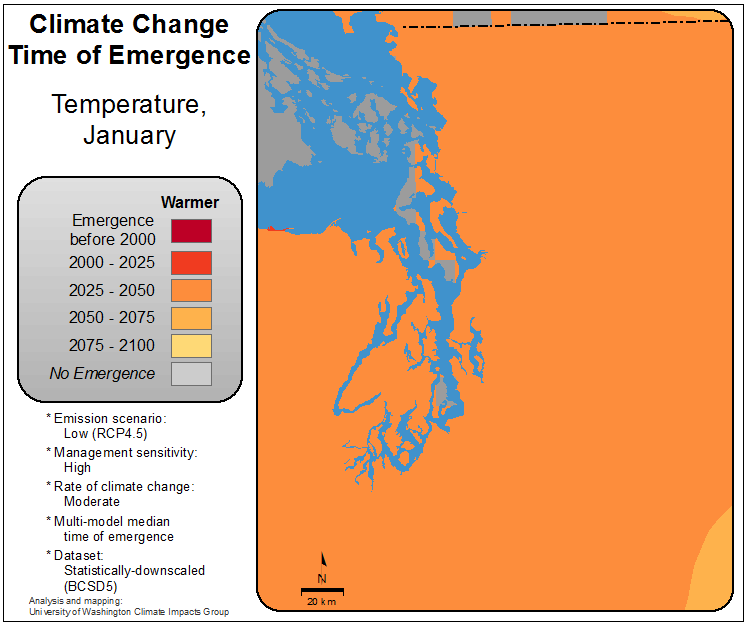 Climate Change
Time of Emergence
Temperature,
January
Warmer
Emergence
before 2000
2000 - 2025
2025 - 2050
2050 - 2075
2075 - 2100
No Emergence
* Emission scenario:
Low (RCP4.5)
* Management sensitivity:
High
* Rate of climate change:
Moderate
* Multi-model median
time of emergence
* Dataset:
Statistically-downscaled
(BCSD5)
Analysis and mapping:
University of Washington Climate Impacts Group
N
20 km